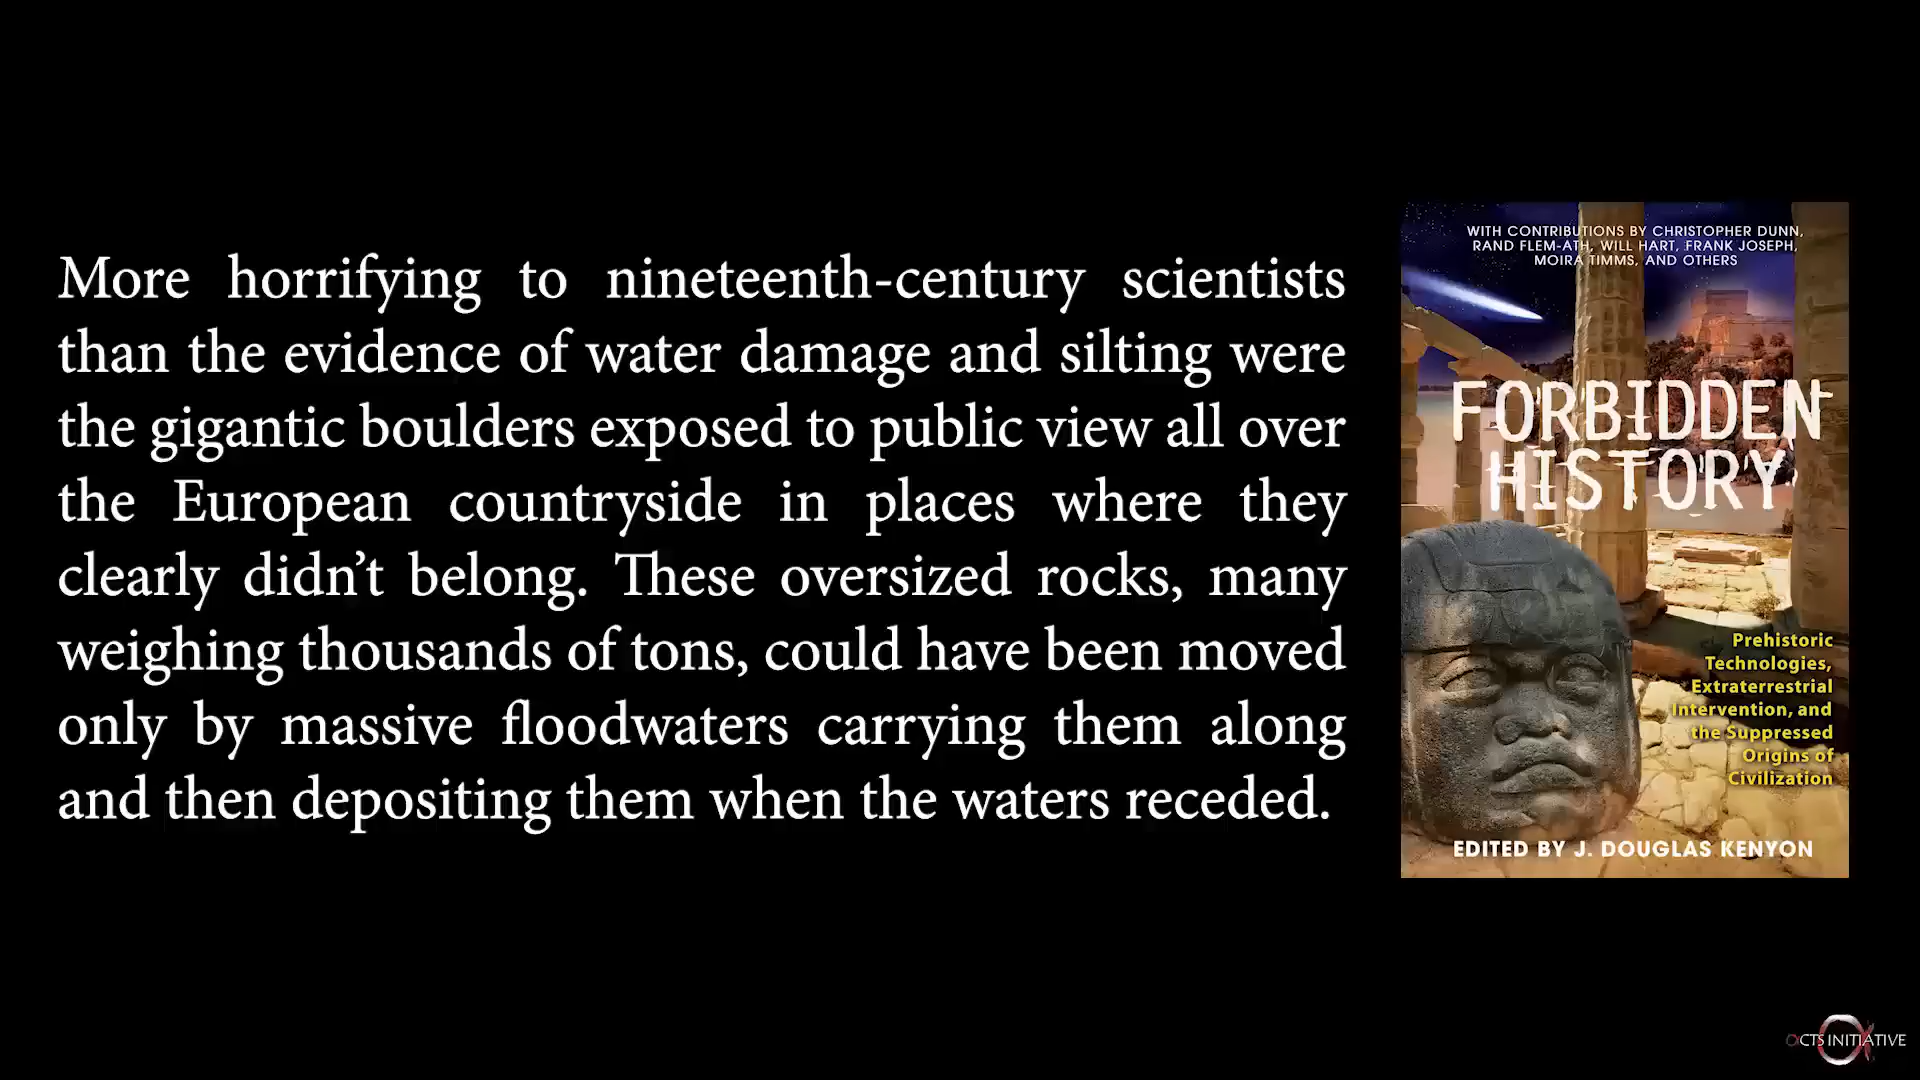 More horrifying to nineteenth-century scientists
than the evidence of water damage and silting were
the gigantic boulders exposed to public view all over
the European countryside in places where they
clearly didn’t belong. These oversized rocks, many
weighing thousands of tons, could have been moved
only by massive floodwaters carrying them along
and then depositing them when the waters receded.
WITH CONTRIBUTIONS BY CHRISTOPHER DUNN,
RAND FLEM-ATH, WILL HART, FRANK JOSEPH,
MOIRA TIMMS, AND OTHERS
FORBIDDEN
HISTORY
Prehistoric
Technologies,
Extraterrestrial
Intervention, and
the Suppressed
Origins of
Civilization
EDITED BY J. DOUGLAS KENYON
OCTS INITIATIVE